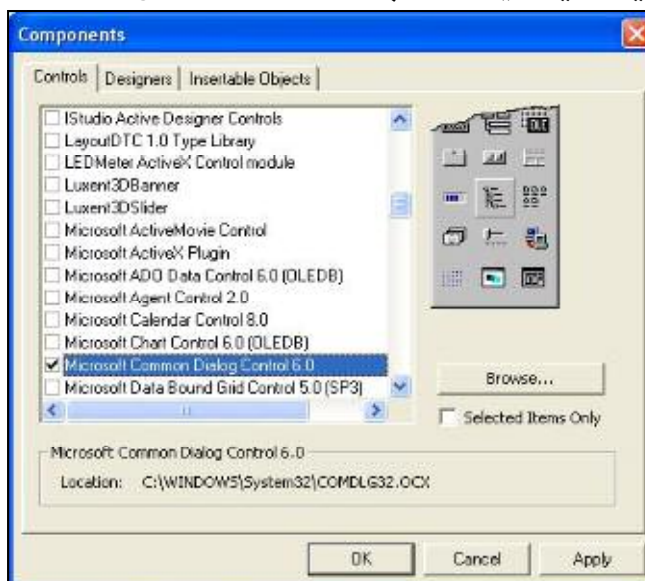 Components
Controls
Designers
Insertable Objects
IStudio Active Designer Controls
LayoutDTC 1.0 Type Library
LEDMeter ActiveX Control module
Luxent3DBanner
Luxent3DSlider
Microsoft ActiveMovie Control
Microsoft ActiveX Plugin
Microsoft ADO Data Control 6.0 (OLEDB)
Microsoft Agent Control 2.0
Microsoft Calendar Control 8.0
Microsoft Chart Control 6.0 (OLEDB)
Microsoft Common Dialog Control 6.0
Microsoft Data Bound Grid Control 5.0 (SP3)
Browse...
Selected Items Only
Microsoft Common Dialog Control 6.0
Location: C:\WINDOWS\System32\COMDLG32.OCX
OK
Cancel
Apply